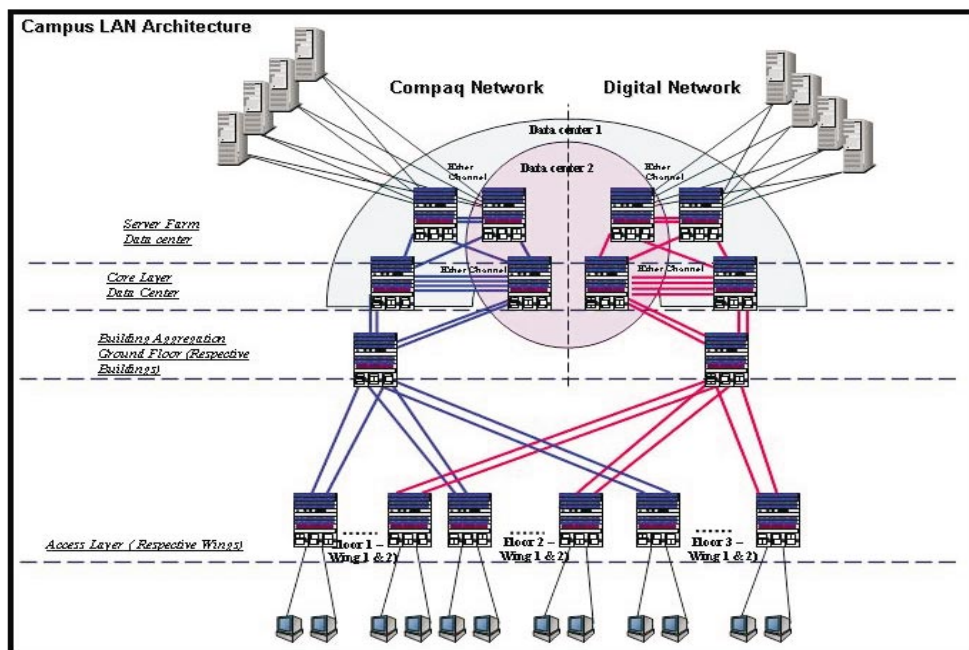 Campus LAN Architecture
Compaq Network
Digital Network
Data center 1
Ether
Channel
Data center 2
Ether
Channel
Server Farm
Data center
Core Layer
Data Center
Ether Channel
Ether Channel
Building Aggregation
Ground Floor (Respective
Buildings)
Access Layer ( Respective Wings)
Floor 1 –
Wing 1 & 2)
Floor 2 –
Wing 1 & 2)
Floor 3 –
Wing 1 & 2)